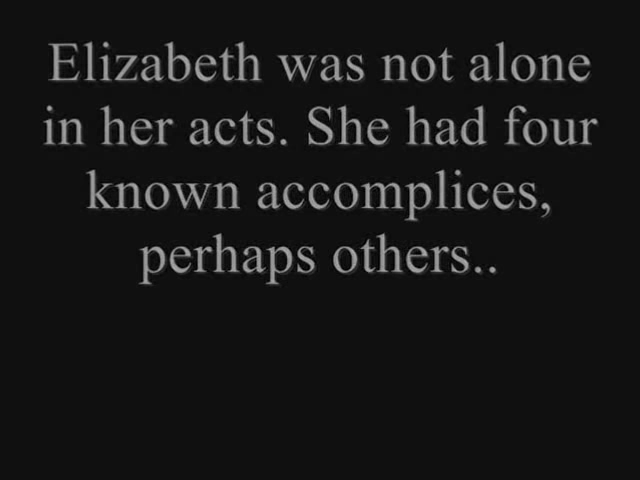 Elizabeth was not alone
in her acts. She had four
known accomplices,
perhaps others..